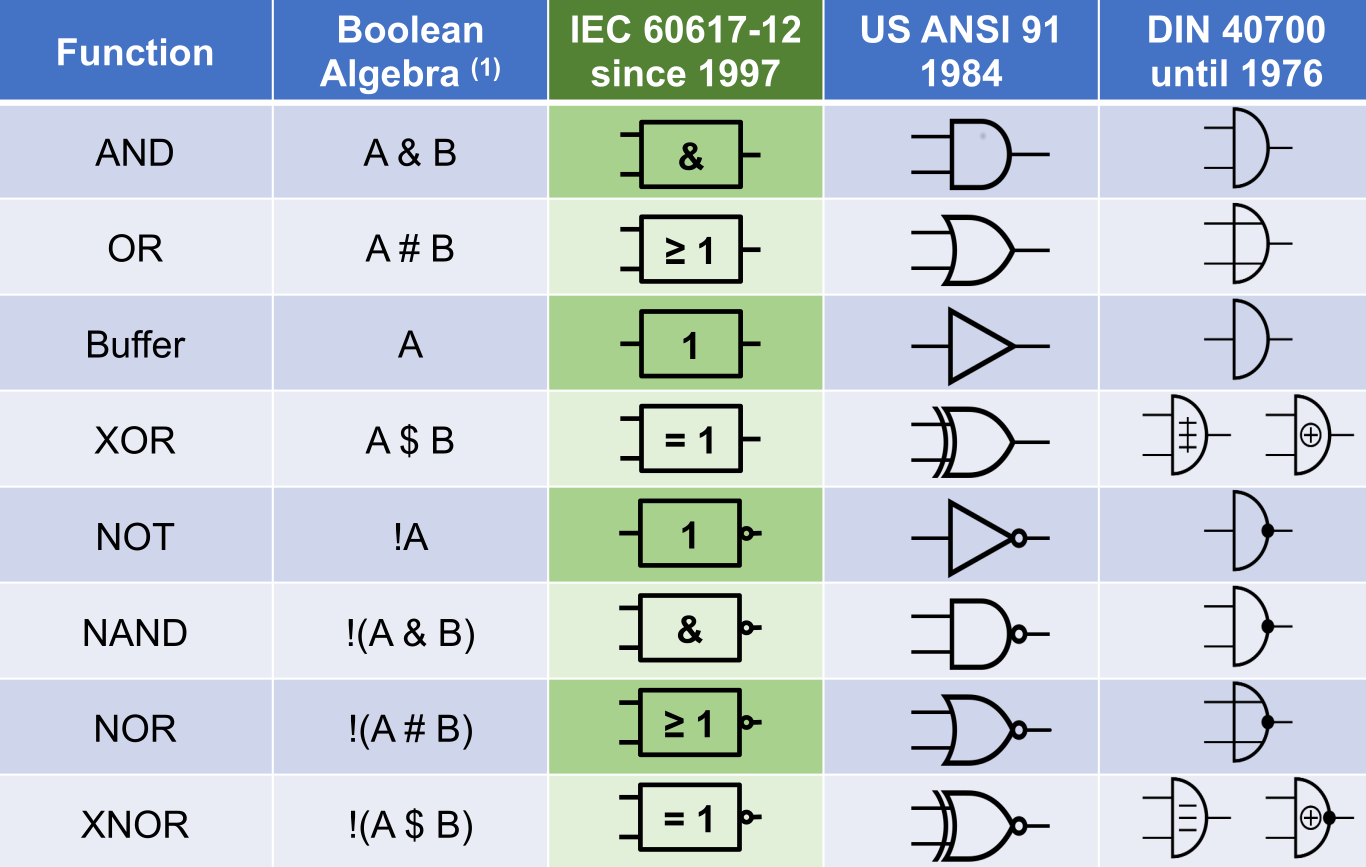 Function
Boolean
Algebra (1)
IEC 60617-12
since 1997
US ANSI 91
1984
DIN 40700
until 1976
AND
A & B
&
OR
A # B
≥ 1
Buffer
A
1
XOR
A $ B
= 1
NOT
!A
1
NAND
!(A & B)
&
NOR
!(A # B)
≥ 1
XNOR
!(A $ B)
= 1